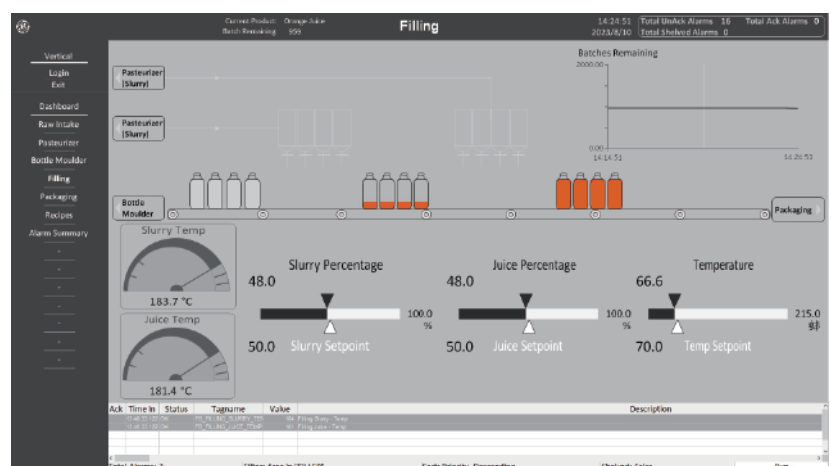 Current Product: Orange Juice
Batch Remaining 959
Filling
14:24:51
2023/8/10
Total UnAck Alarms 16 Total Ack Alarms 0
Total Shelved Alarms 0
Vertical
Login
Exit
Dashboard
Raw Intake
Pasteurizer
Bottle Moulder
Filling
Packaging
Recipes
Alarm Summary
Pasteurizer
(Slurry)
Pasteurizer
(Slurry)
Batches Remaining
2000.00
0.00
14:14:51
14:24:51
Bottle
Moulder
Packaging
Slurry Temp
183.7 °C
Juice Temp
181.4 °C
Slurry Percentage
48.0
100.0
%
50.0 Slurry Setpoint
Juice Percentage
48.0
100.0
%
50.0 Juice Setpoint
Temperature
66.6
215.0
70.0 Temp Setpoint
Ack Time In Status Tagname Value Description